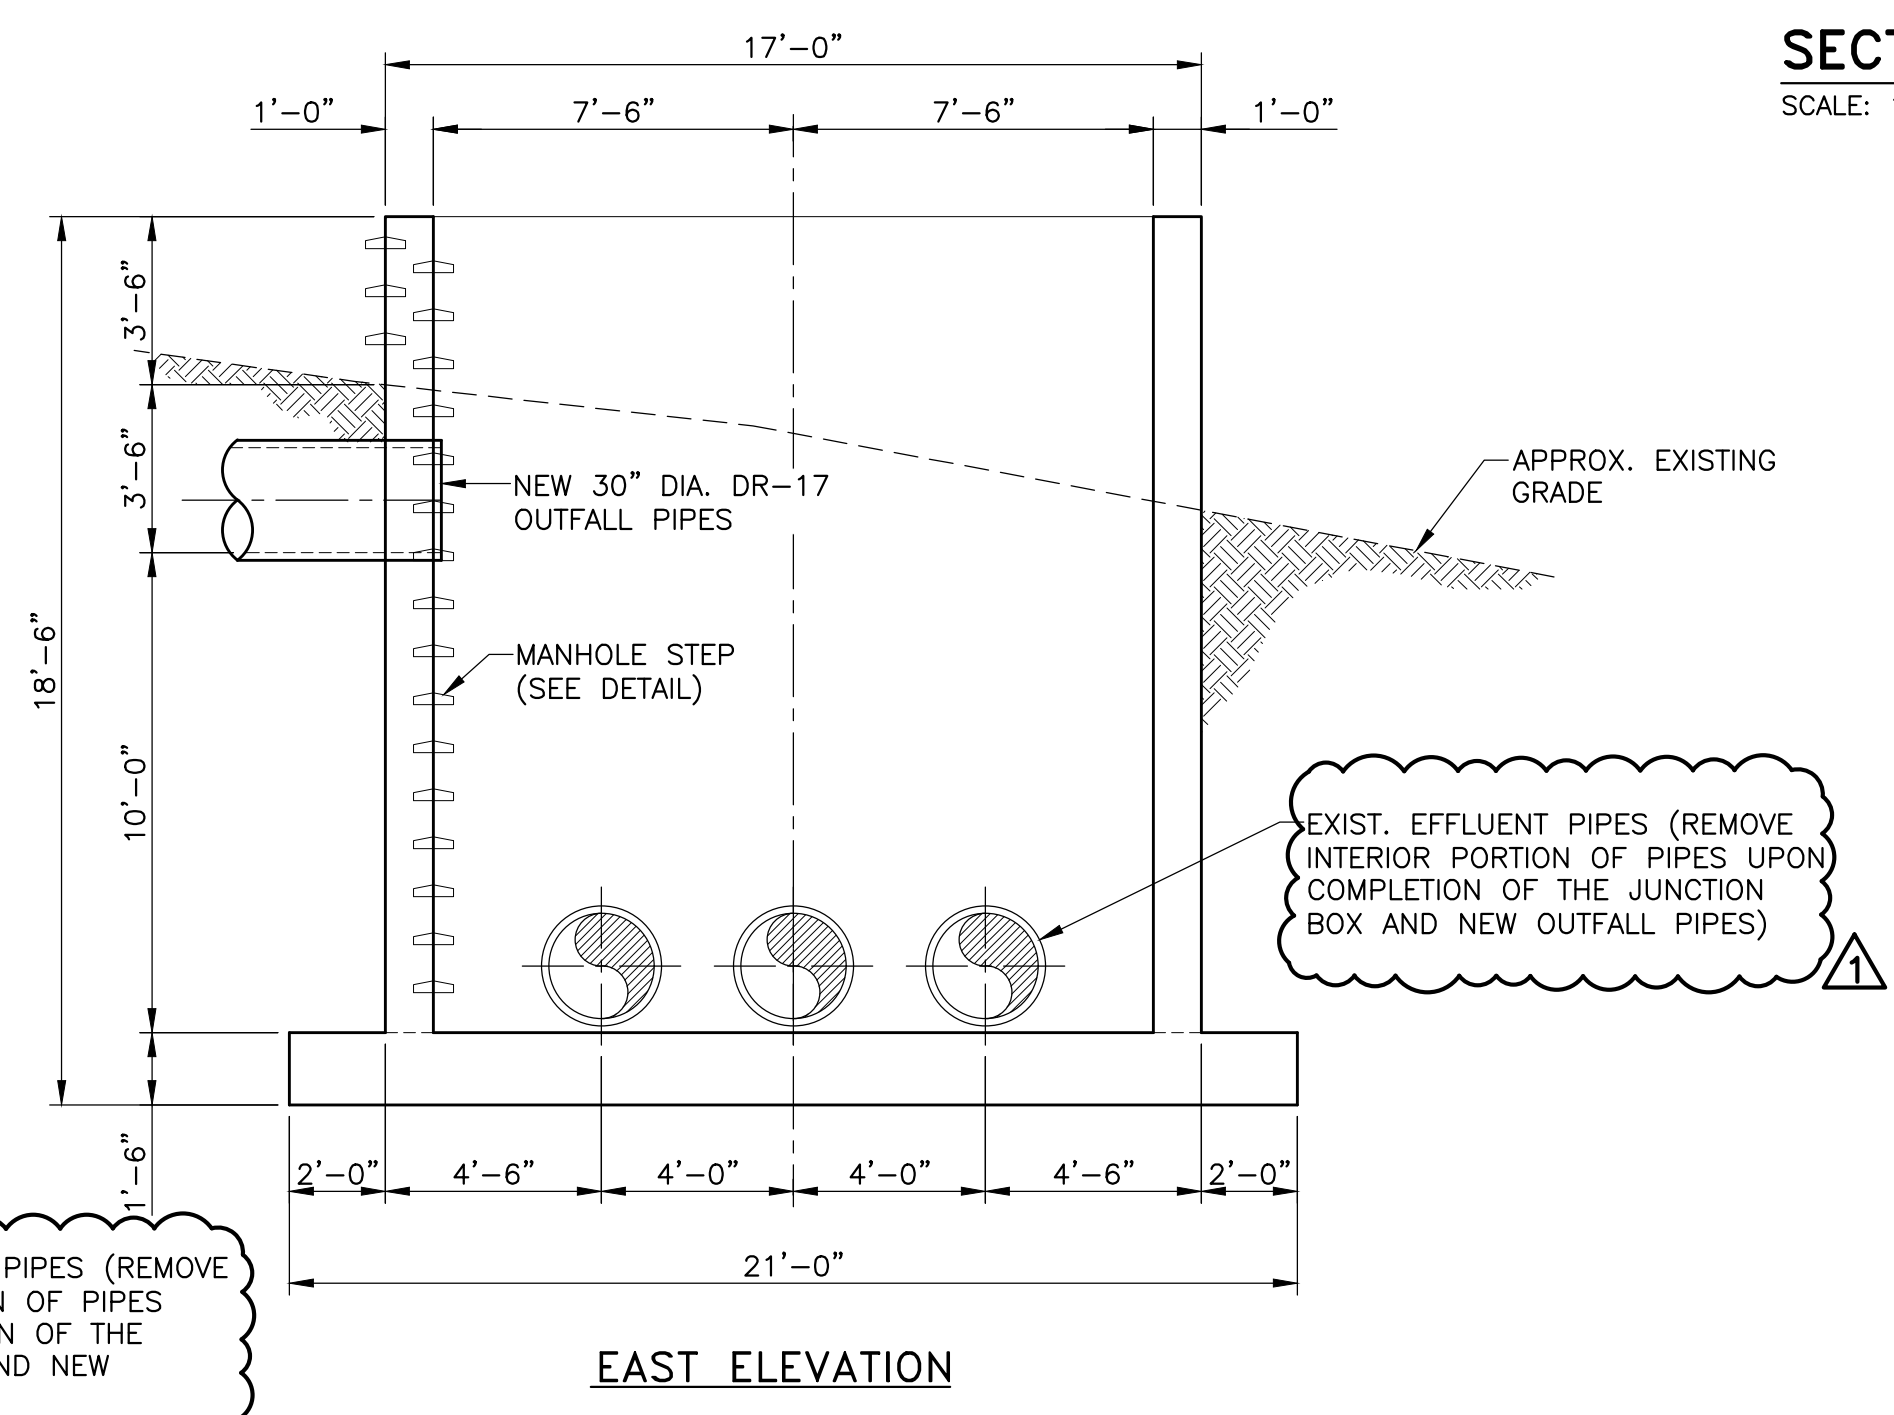 17'-0"
SECT
SCALE:
1'-0" 7'-6" 7'-6" 1'-0"
3'-6"
3'-6"
18'-6"
10'-0"
1'-6"
NEW 30" DIA. DR-17
OUTFALL PIPES
APPROX. EXISTING
GRADE
MANHOLE STEP
(SEE DETAIL)
EXIST. EFFLUENT PIPES (REMOVE
INTERIOR PORTION OF PIPES UPON
COMPLETION OF THE JUNCTION
BOX AND NEW OUTFALL PIPES)
1
2'-0" 4'-6" 4'-0" 4'-0" 4'-6" 2'-0"
21'-0"
PIPES (REMOVE
N OF PIPES
N OF THE
ND NEW
EAST ELEVATION